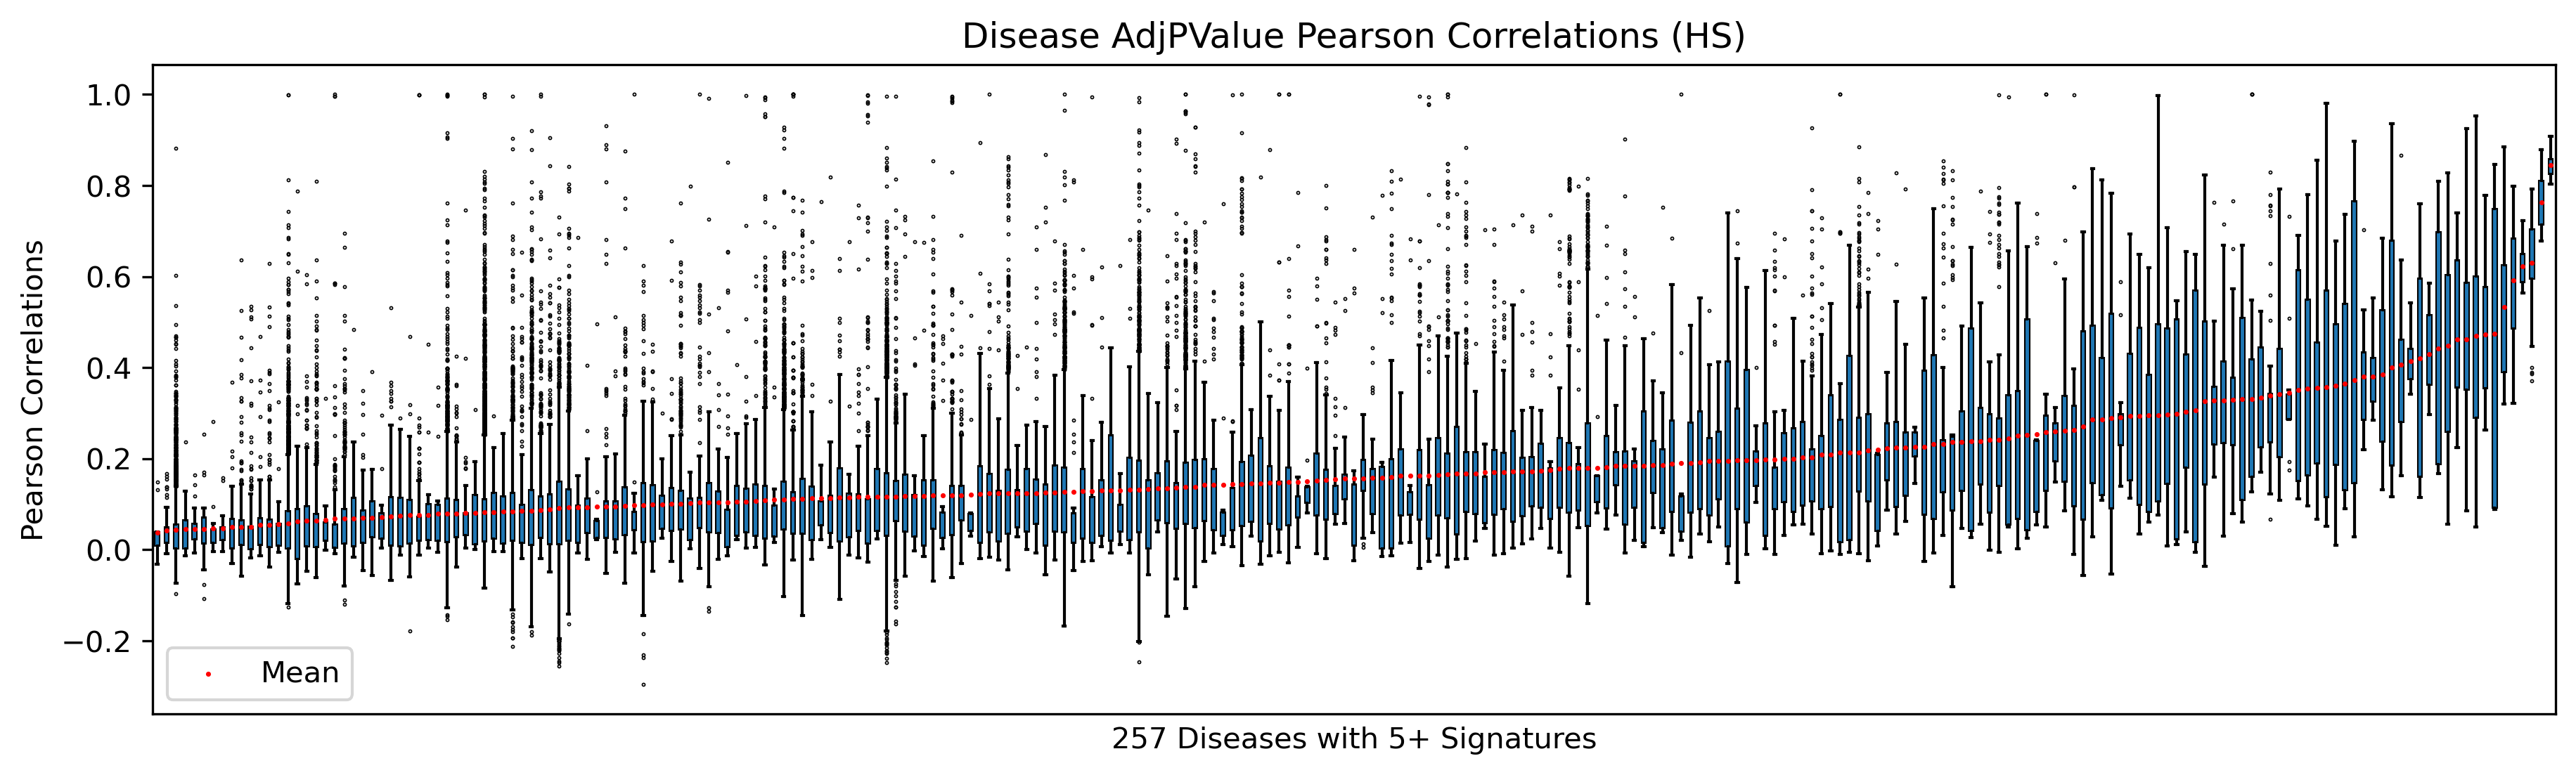 Disease AdjPValue Pearson Correlations (HS)
Pearson Correlations
1.0
0.8
0.6
0.4
0.2
0.0
−0.2
Mean
257 Diseases with 5+ Signatures